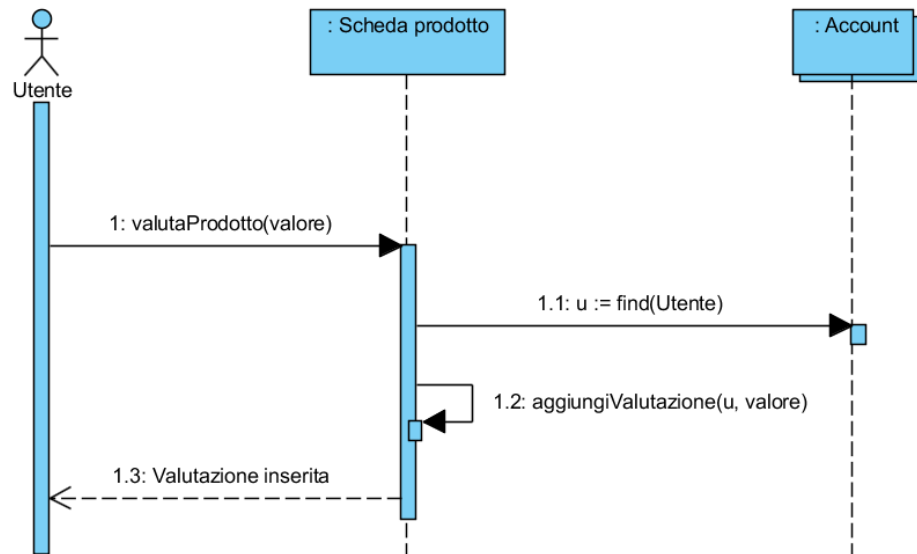 : Scheda prodotto
: Account
Utente
1: valutaProdotto(valore)
1.1: u := find(Utente)
1.2: aggiungiValutazione(u, valore)
1.3: Valutazione inserita